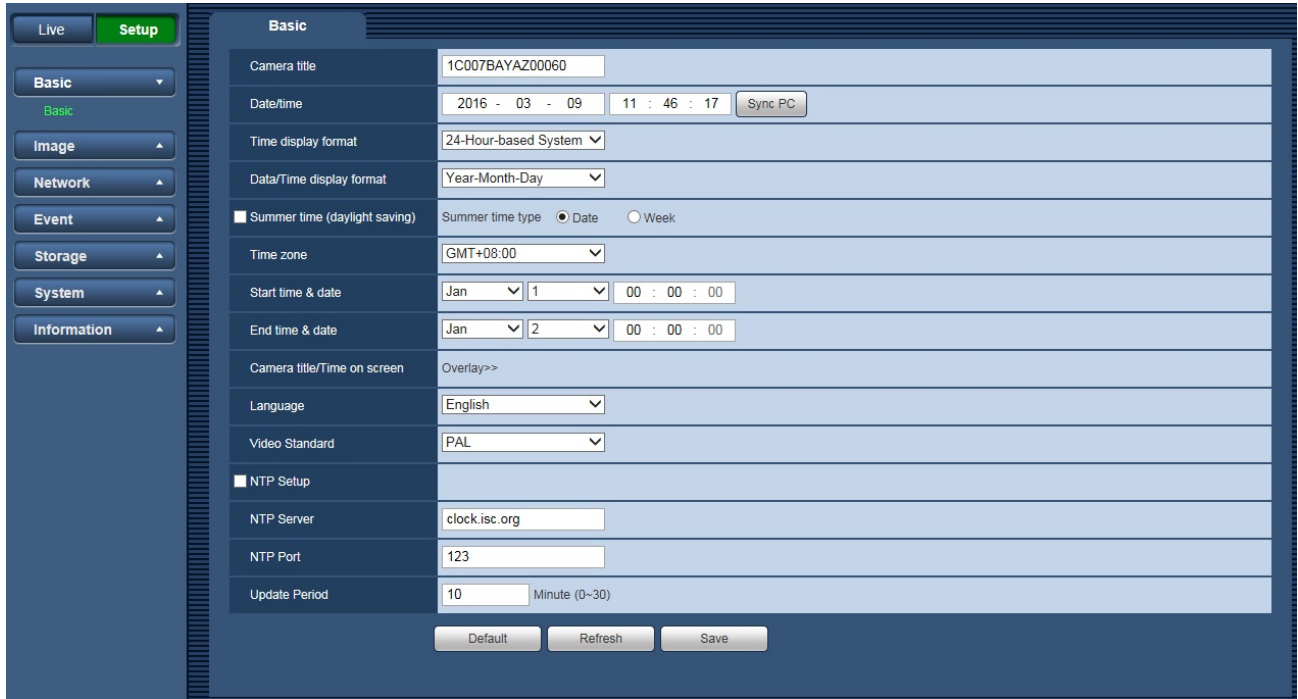 Live Setup
Basic
Basic
Image
Network
Event
Storage
System
Information
Basic
Camera title 1C007BAYAZ00060
Date/time 2016 - 03 - 09 11 : 46 : 17 Sync PC
Time display format 24-Hour-based System
Data/Time display format Year-Month-Day
Summer time (daylight saving) Summer time type Date Week
Time zone GMT+08:00
Start time & date Jan 1 00 : 00 : 00
End time & date Jan 2 00 : 00 : 00
Camera title/Time on screen Overlay>>
Language English
Video Standard PAL
NTP Setup
NTP Server clock.isc.org
NTP Port 123
Update Period 10 Minute (0~30)
Default Refresh Save